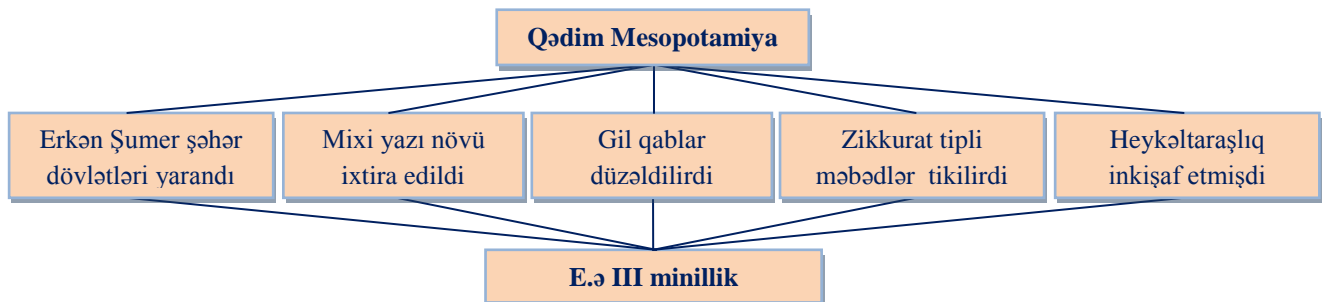 Qədim Mesopotamiya
Erkən Şumer şəhər
dövlətləri yarandı
Mixi yazı növü
ixtira edildi
Gil qablar
düzəldilirdi
Zikkurat tipli
məbədlər tikilirdi
Heykəltaraşlıq
inkişaf etmişdi
E.ə III minillik